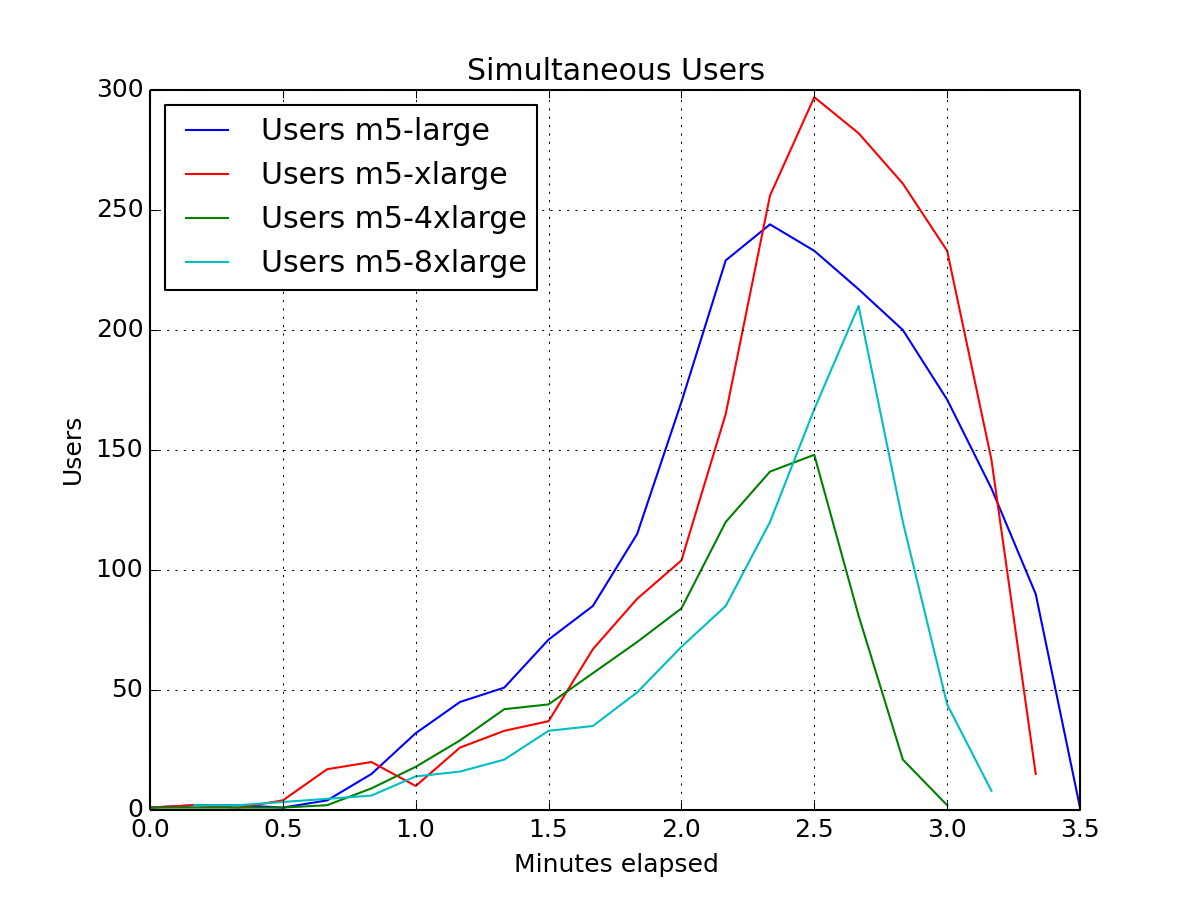 Simultaneous Users
300
250
200
150
100
50
0
Users
Users m5-large
Users m5-xlarge
Users m5-4xlarge
Users m5-8xlarge
0.0 0.5 1.0 1.5 2.0 2.5 3.0 3.5
Minutes elapsed